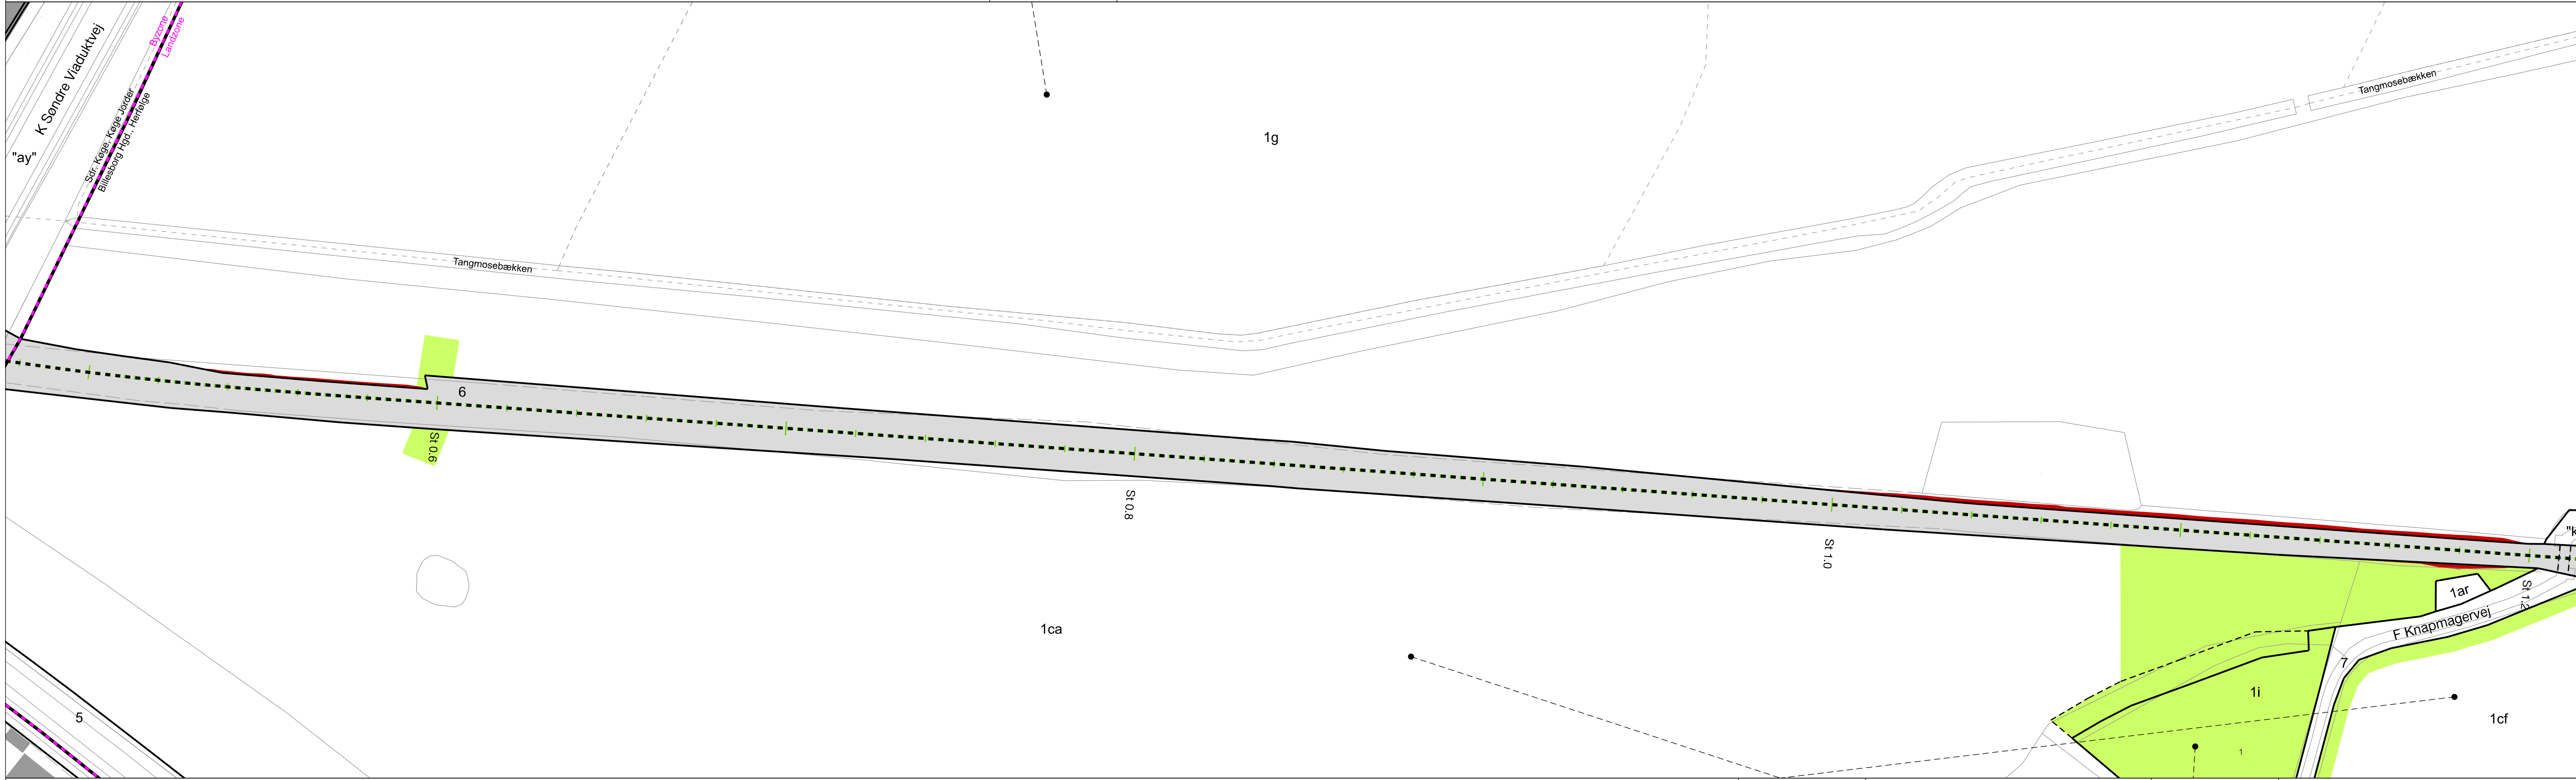 Byzone
Landzone
K Søndre Viaduktvej
"ay"
Sdr. Køge, Køge Jorder
Billesborg Hgd., Herfølge
1g
Tangmosebækken
Tangmosebækken
6
St 0.6
St 0.8
St 1.0
St 1.2
"k
1ar
F Knapmagervej
1ca
7
1i
1
1cf
5